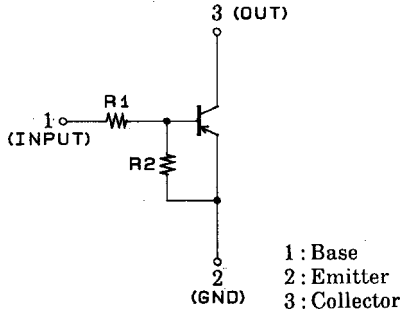 3 (OUT)
R1
1
(INPUT)
R2
2
(GND)
1 : Base
2 : Emitter
3 : Collector